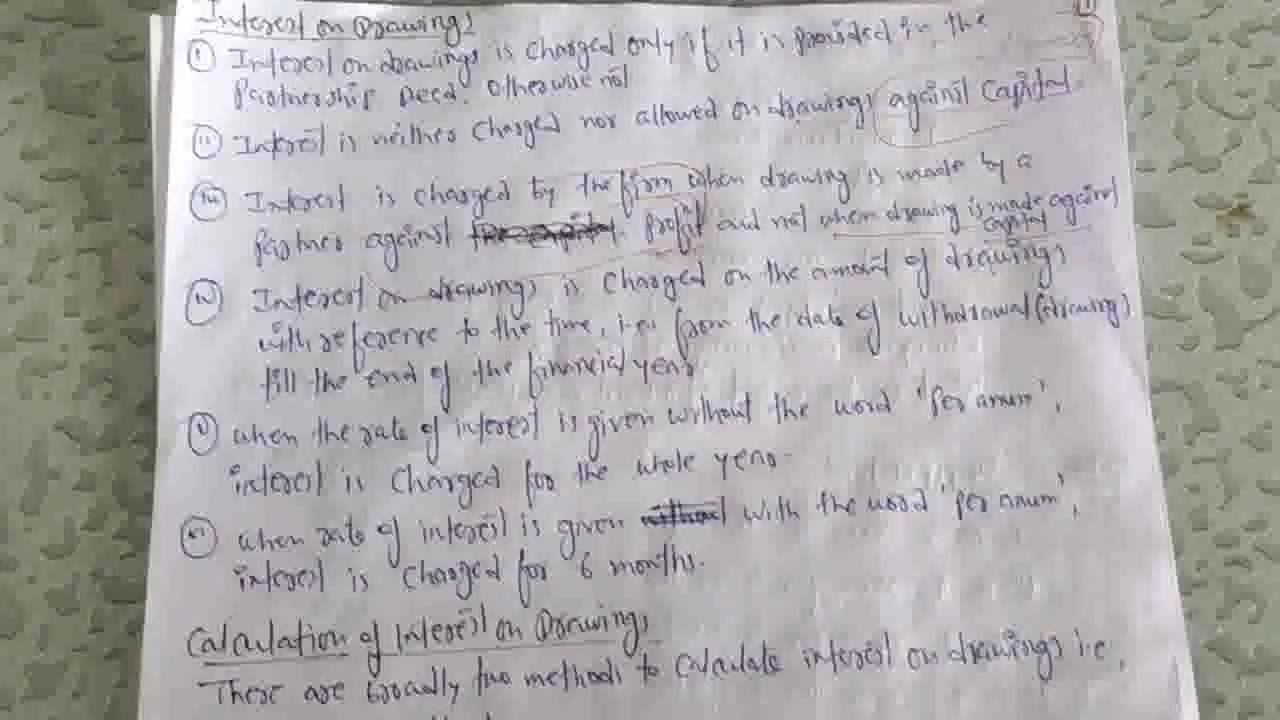 Interest on Drawings
(i) Interest on drawings is charged only if it is provided in the
Partnership Deed. Otherwise not
(ii) Interest is neither charged nor allowed on drawings against Capital.
(iii) Interest is charged by the firm when drawing is made by a
Partner against profit and not when drawing is made against
capital
(iv) Interest on drawings is charged on the amount of drawings
with reference to the time, i.e. from the date of withdrawal (drawing)
till the end of the financial year
(v) when the rate of interest is given without the word 'Per annum',
interest is charged for the whole year.
(vi) when rate of interest is given with the word 'per annum',
interest is charged for 6 months.
Calculation of Interest on Drawings
There are broadly two methods to calculate interest on drawings i.e.